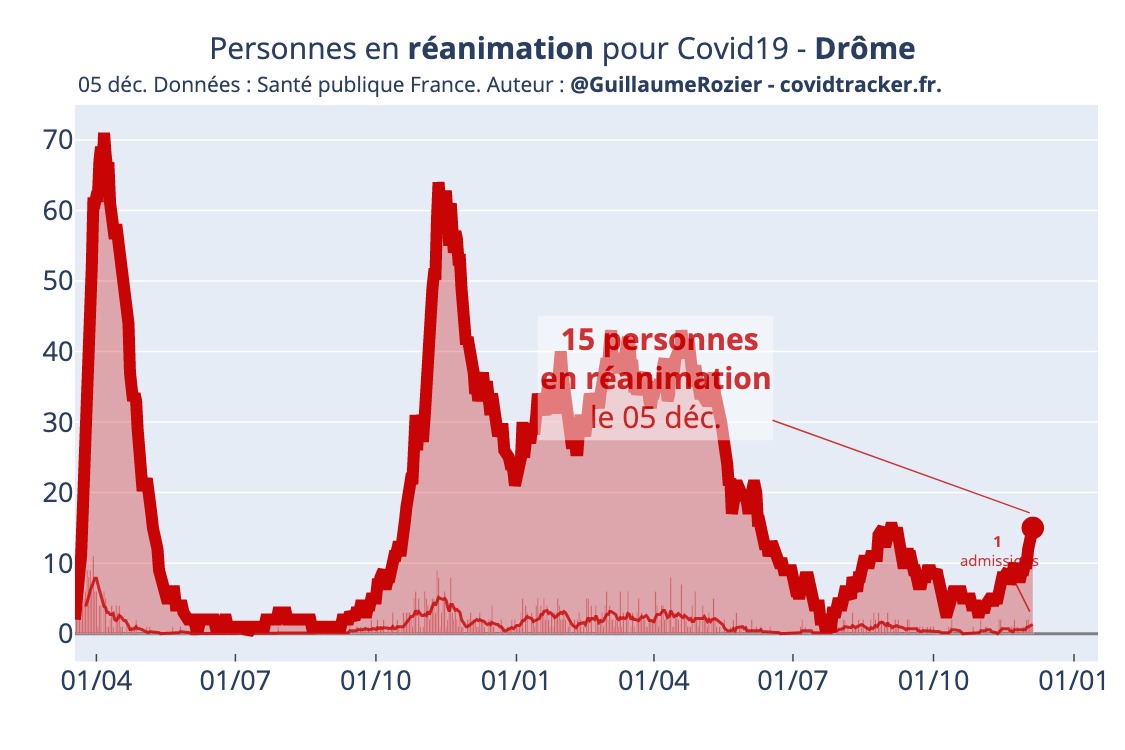 Personnes en réanimation pour Covid19 - Drôme
05 déc. Données : Santé publique France. Auteur : @GuillaumeRozier - covidtracker.fr.
70
60
50
40
30
20
10
0
15 personnes
en réanimation
le 05 déc.
1
admissions
01/04
01/07
01/10
01/01
01/04
01/07
01/10
01/01